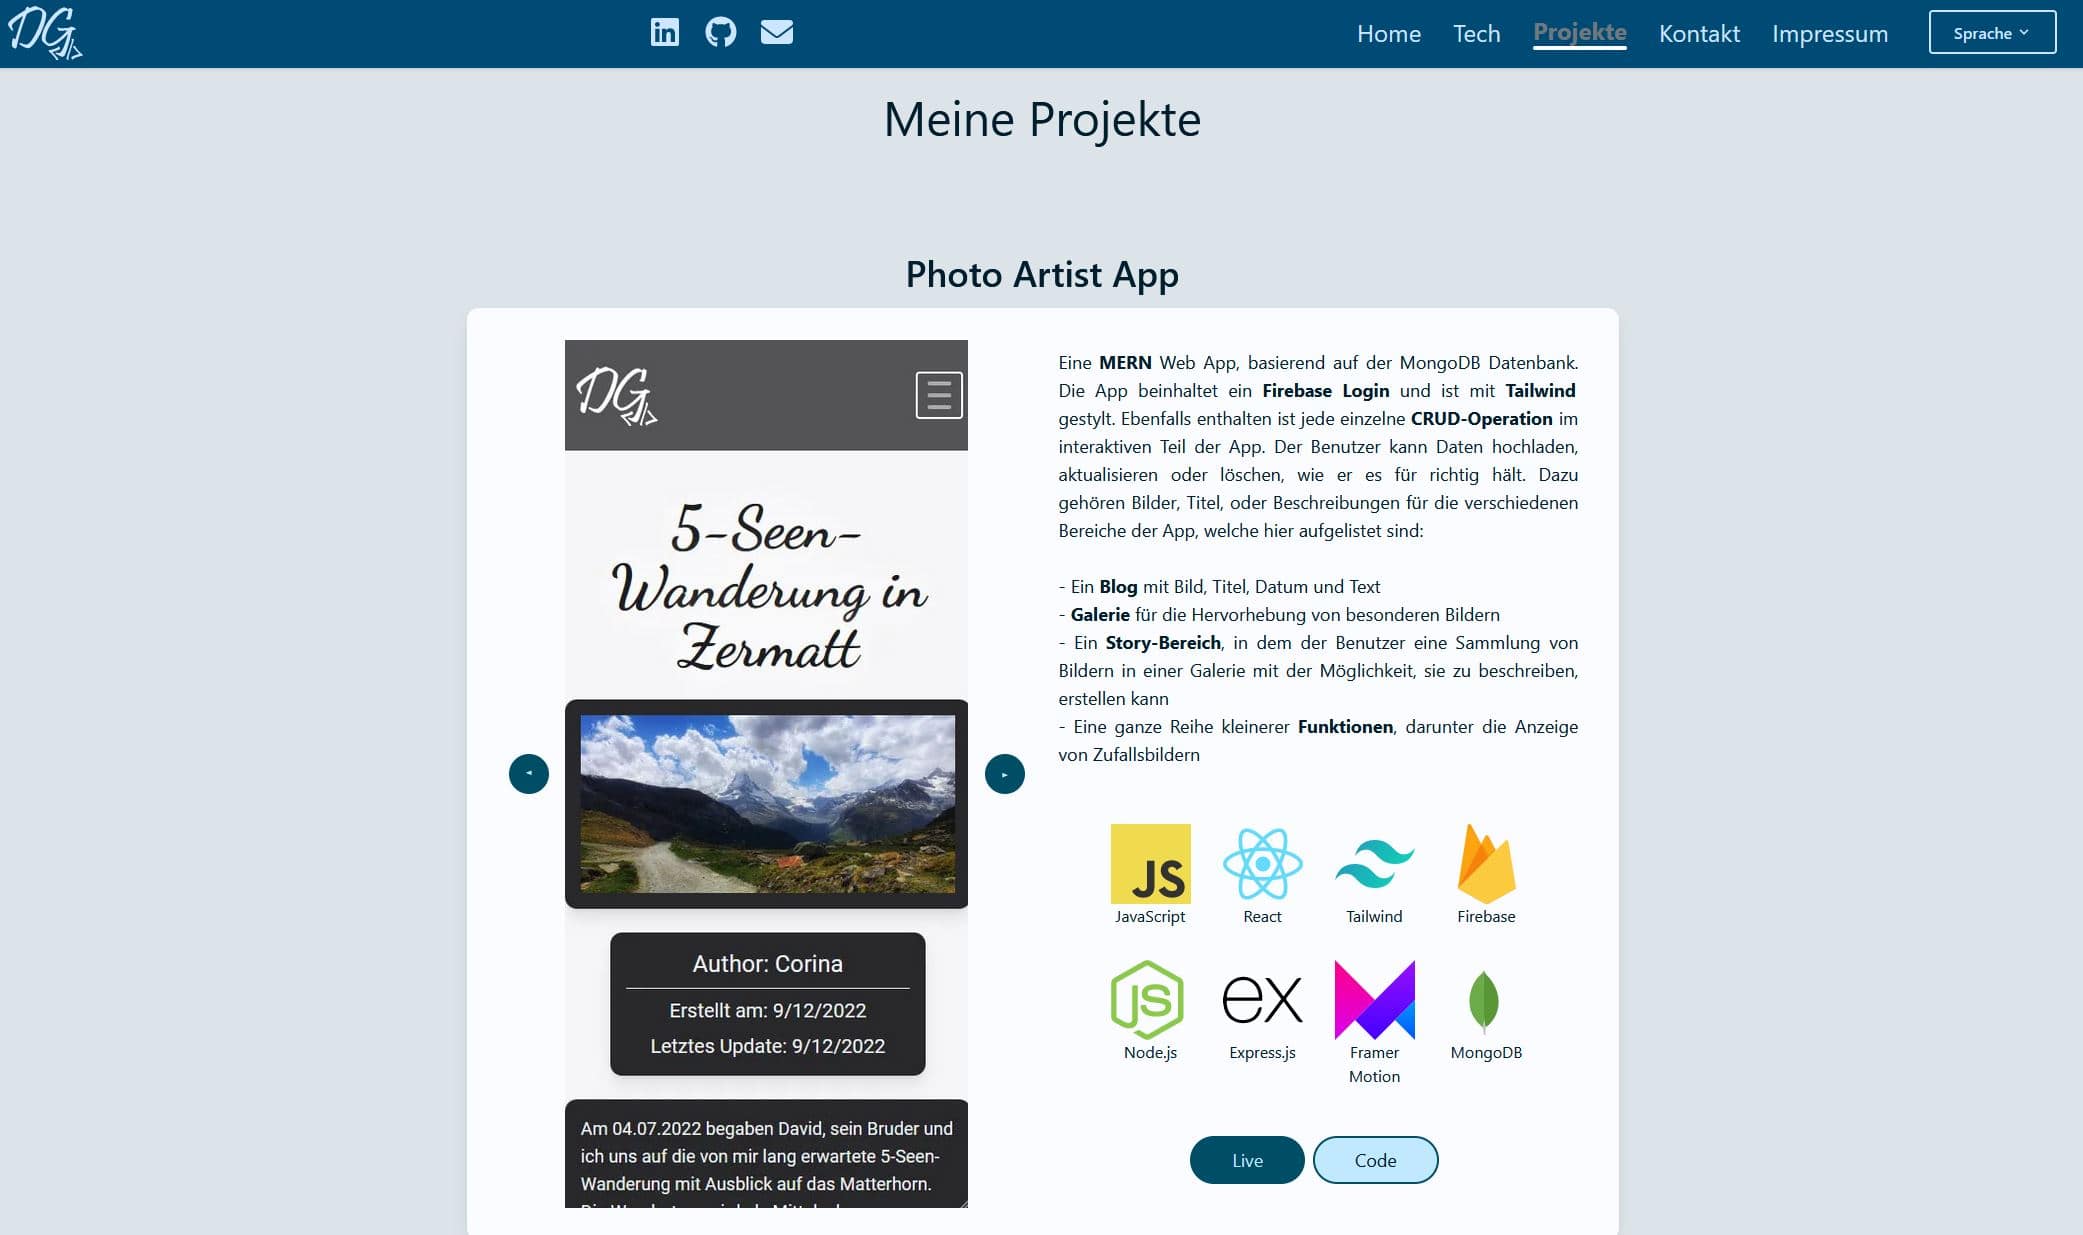 DG
</>
in
Home Tech Projekte Kontakt Impressum Sprache
Meine Projekte
Photo Artist App
DG
</>
5-Seen-
Wanderung in
Zermatt
Author: Corina
Erstellt am: 9/12/2022
Letztes Update: 9/12/2022
Am 04.07.2022 begaben David, sein Bruder und
ich uns auf die von mir lang erwartete 5-Seen-
Wanderung mit Ausblick auf das Matterhorn.
Eine MERN Web App, basierend auf der MongoDB Datenbank.
Die App beinhaltet ein Firebase Login und ist mit Tailwind
gestylt. Ebenfalls enthalten ist jede einzelne CRUD-Operation im
interaktiven Teil der App. Der Benutzer kann Daten hochladen,
aktualisieren oder löschen, wie er es für richtig hält. Dazu
gehören Bilder, Titel, oder Beschreibungen für die verschiedenen
Bereiche der App, welche hier aufgelistet sind:
- Ein Blog mit Bild, Titel, Datum und Text
- Galerie für die Hervorhebung von besonderen Bildern
- Ein Story-Bereich, in dem der Benutzer eine Sammlung von
Bildern in einer Galerie mit der Möglichkeit, sie zu beschreiben,
erstellen kann
- Eine ganze Reihe kleinerer Funktionen, darunter die Anzeige
von Zufallsbildern
JS
JavaScript React Tailwind Firebase
JS ex
Node.js Express.js Framer Motion MongoDB
Live Code